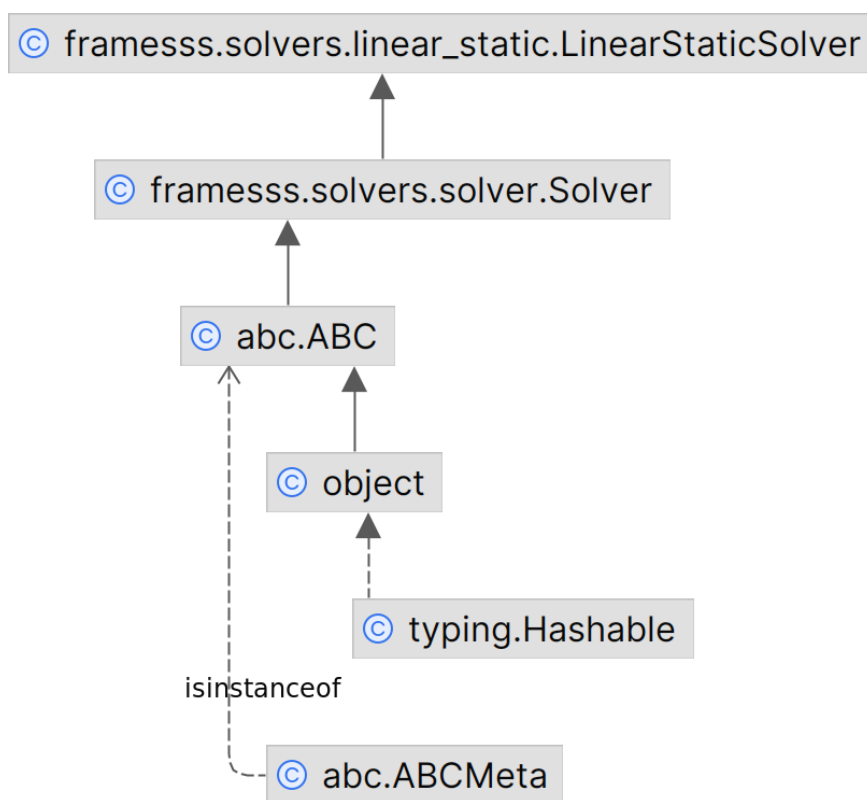 © framesss.solvers.linear_static.LinearStaticSolver
© framesss.solvers.solver.Solver
© abc.ABC
© object
© typing.Hashable
isinstanceof
© abc.ABCMeta